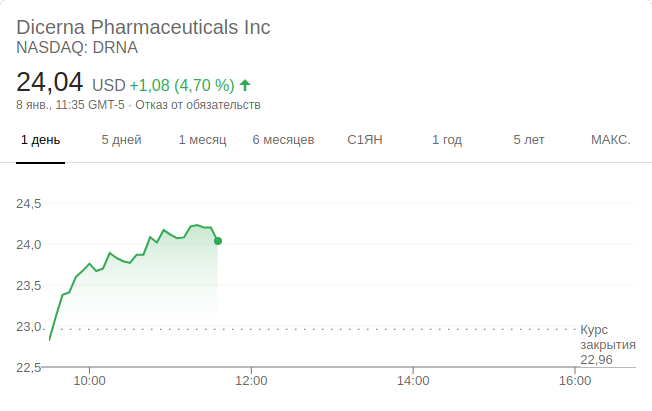 Dicerna Pharmaceuticals Inc
NASDAQ: DRNA
24,04 USD +1,08 (4,70 %)
8 янв., 11:35 GMT-5 · Отказ от обязательств
1 день 5 дней 1 месяц 6 месяцев С1ЯН 1 год 5 лет МАКС.
24,5
24,0
23,5
23,0
Курс
закрытия
22,96
22,5
10:00 12:00 14:00 16:00